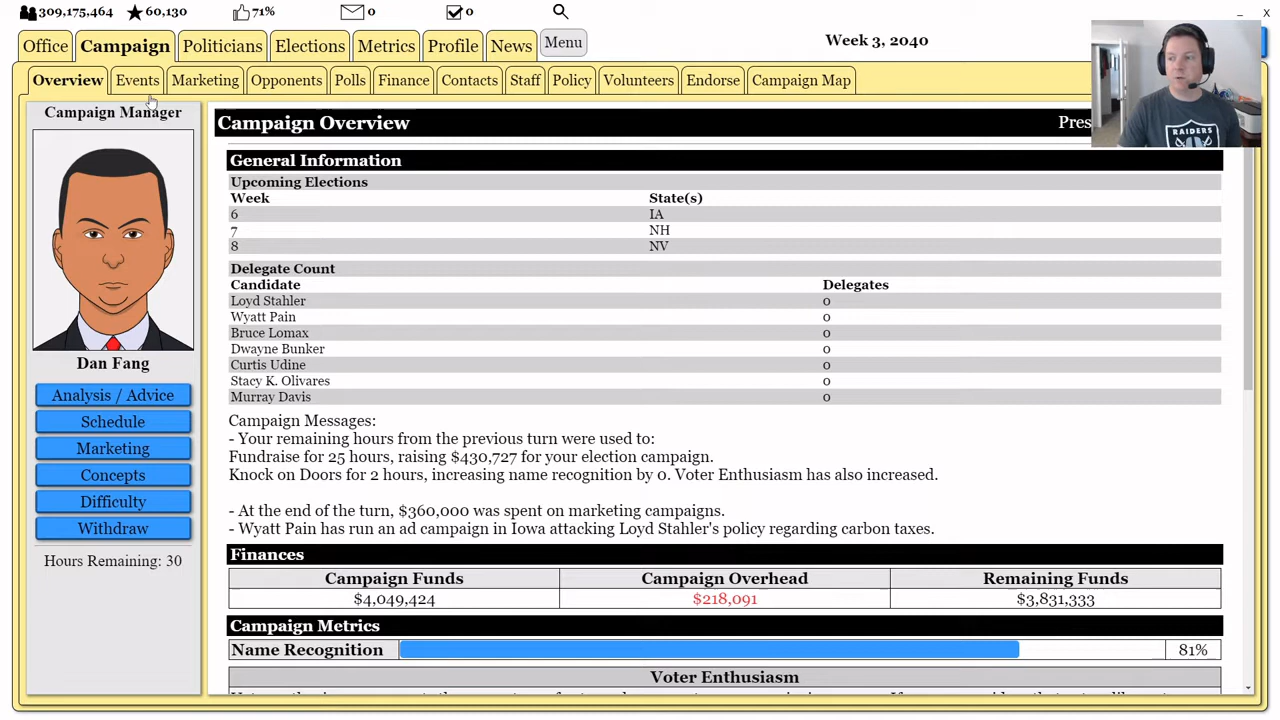 309,175,464 60,130 71% 0 0
_ X
Office Campaign Politicians Elections Metrics Profile News Menu
Week 3, 2040
Overview Events Marketing Opponents Polls Finance Contacts Staff Policy Volunteers Endorse Campaign Map
Campaign Manager
Dan Fang
Analysis / Advice
Schedule
Marketing
Concepts
Difficulty
Withdraw
Hours Remaining: 30
Campaign Overview Pres
General Information
Upcoming Elections
Week State(s)
6 IA
7 NH
8 NV
Delegate Count
Candidate Delegates
Loyd Stahler 0
Wyatt Pain 0
Bruce Lomax 0
Dwayne Bunker 0
Curtis Udine 0
Stacy K. Olivares 0
Murray Davis 0
Campaign Messages:
- Your remaining hours from the previous turn were used to:
Fundraise for 25 hours, raising $430,727 for your election campaign.
Knock on Doors for 2 hours, increasing name recognition by 0. Voter Enthusiasm has also increased.
- At the end of the turn, $360,000 was spent on marketing campaigns.
- Wyatt Pain has run an ad campaign in Iowa attacking Loyd Stahler's policy regarding carbon taxes.
Finances
Campaign Funds Campaign Overhead Remaining Funds
$4,049,424 $218,091 $3,831,333
Campaign Metrics
Name Recognition 81%
Voter Enthusiasm
RAIDERS